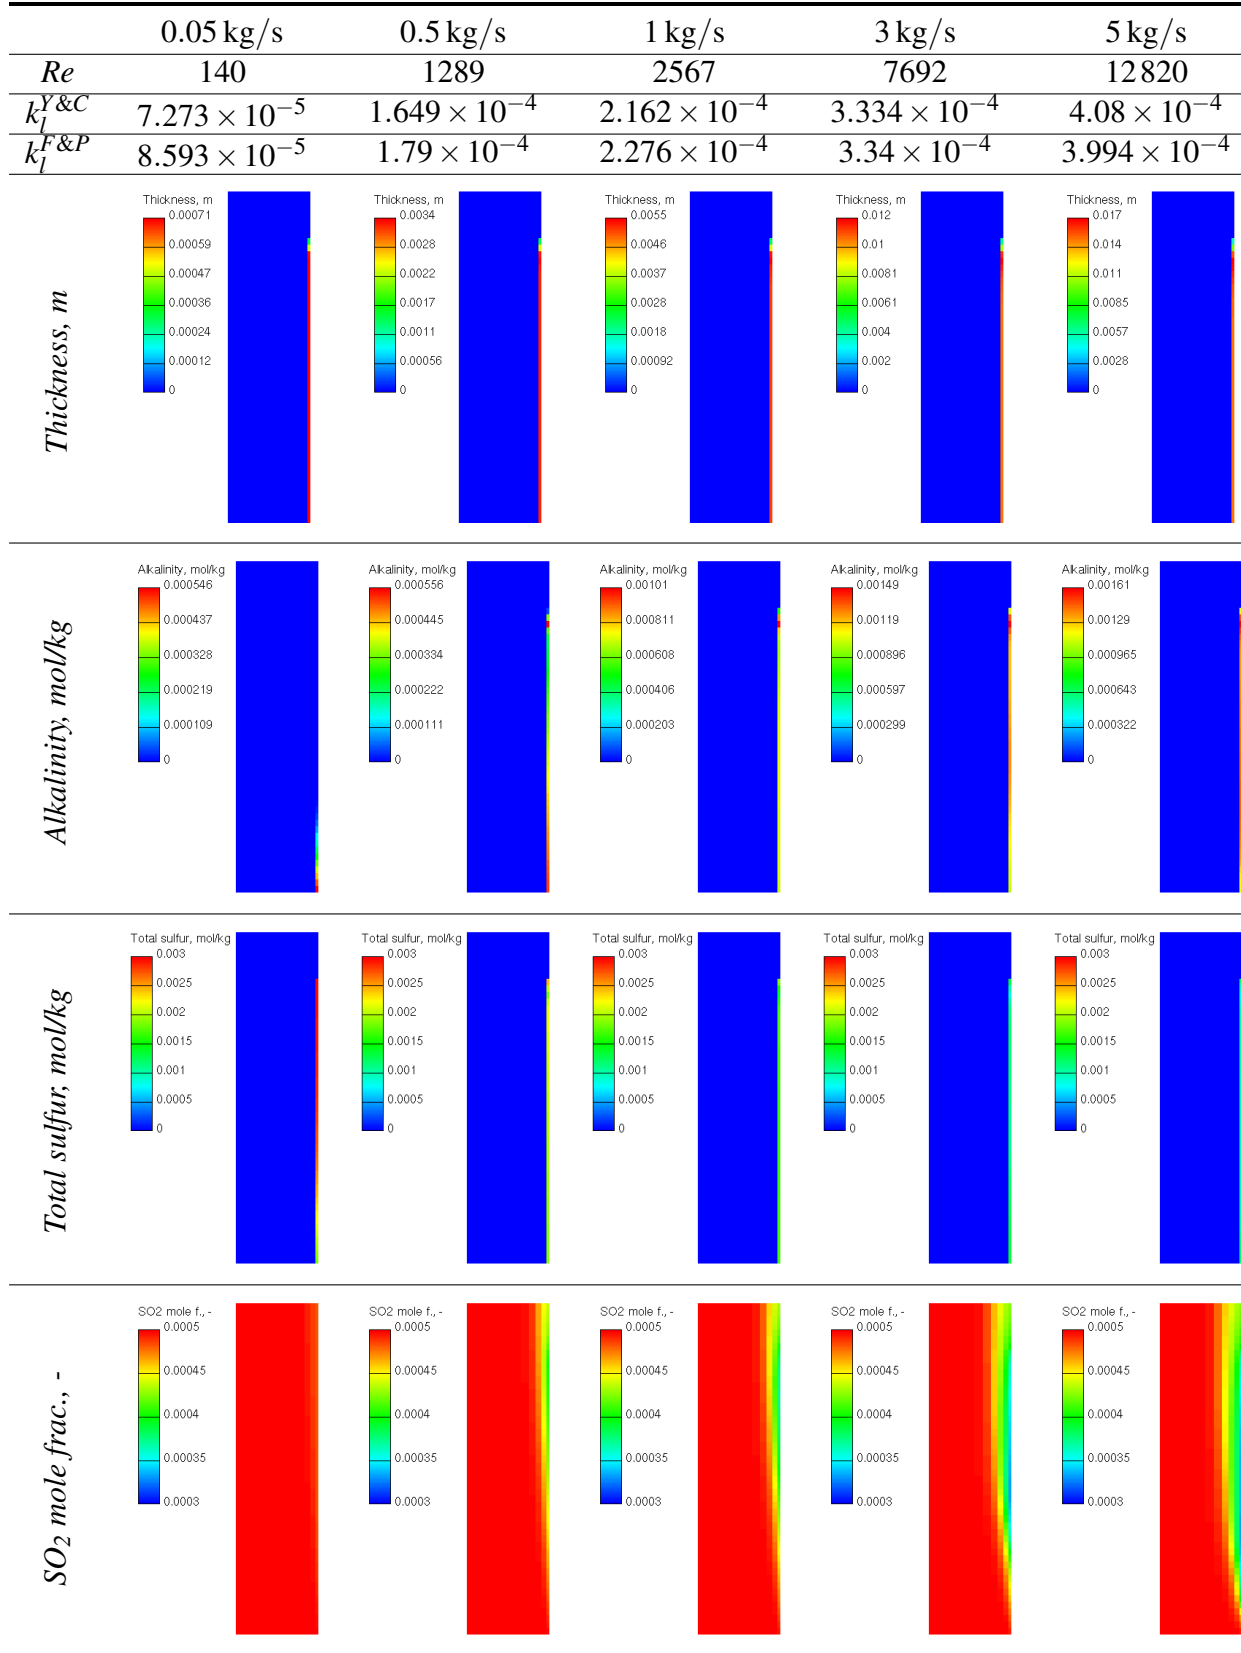 0.05 kg/s 0.5 kg/s 1 kg/s 3 kg/s 5 kg/s
Re 140 1289 2567 7692 12820
k_l^{Y&C} 7.273 × 10^{−5} 1.649 × 10^{−4} 2.162 × 10^{−4} 3.334 × 10^{−4} 4.08 × 10^{−4}
k_l^{F&P} 8.593 × 10^{−5} 1.79 × 10^{−4} 2.276 × 10^{−4} 3.34 × 10^{−4} 3.994 × 10^{−4}
Thickness, m
Thickness, m Thickness, m Thickness, m Thickness, m Thickness, m
0.00071 0.0034 0.0055 0.012 0.017
0.00059 0.0028 0.0046 0.01 0.014
0.00047 0.0022 0.0037 0.0081 0.011
0.00036 0.0017 0.0028 0.0061 0.0085
0.00024 0.0011 0.0018 0.004 0.0057
0.00012 0.00056 0.00092 0.002 0.0028
0 0 0 0 0
Alkalinity, mol/kg
Alkalinity, mol/kg Alkalinity, mol/kg Alkalinity, mol/kg Alkalinity, mol/kg Alkalinity, mol/kg
0.000546 0.000556 0.00101 0.00149 0.00161
0.000437 0.000445 0.000811 0.00119 0.00129
0.000328 0.000334 0.000608 0.000896 0.000965
0.000219 0.000222 0.000406 0.000597 0.000643
0.000109 0.000111 0.000203 0.000299 0.000322
0 0 0 0 0
Total sulfur, mol/kg
Total sulfur, mol/kg Total sulfur, mol/kg Total sulfur, mol/kg Total sulfur, mol/kg Total sulfur, mol/kg
0.003 0.003 0.003 0.003 0.003
0.0025 0.0025 0.0025 0.0025 0.0025
0.002 0.002 0.002 0.002 0.002
0.0015 0.0015 0.0015 0.0015 0.0015
0.001 0.001 0.001 0.001 0.001
0.0005 0.0005 0.0005 0.0005 0.0005
0 0 0 0 0
SO₂ mole frac., -
SO2 mole f., - SO2 mole f., - SO2 mole f., - SO2 mole f., - SO2 mole f., -
0.0005 0.0005 0.0005 0.0005 0.0005
0.00045 0.00045 0.00045 0.00045 0.00045
0.0004 0.0004 0.0004 0.0004 0.0004
0.00035 0.00035 0.00035 0.00035 0.00035
0.0003 0.0003 0.0003 0.0003 0.0003